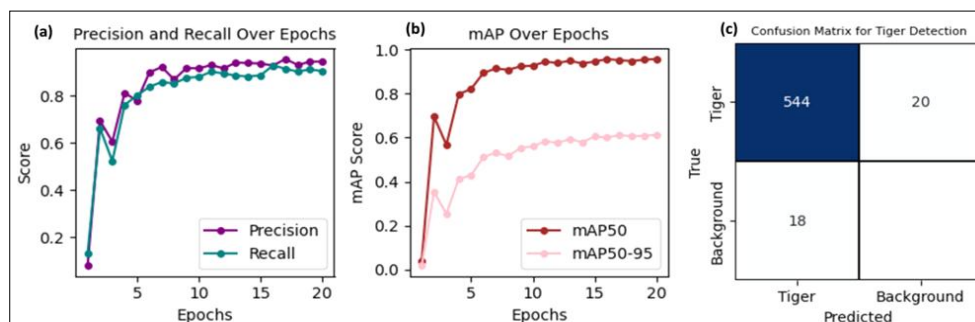 (a) Precision and Recall Over Epochs
Score
0.8
0.6
0.4
0.2
5 10 15 20
Epochs
Precision
Recall
(b) mAP Over Epochs
mAP Score
1.0
0.8
0.6
0.4
0.2
0.0
5 10 15 20
Epochs
mAP50
mAP50-95
(c) Confusion Matrix for Tiger Detection
True
Tiger
Background
544 20
18
Tiger Background
Predicted